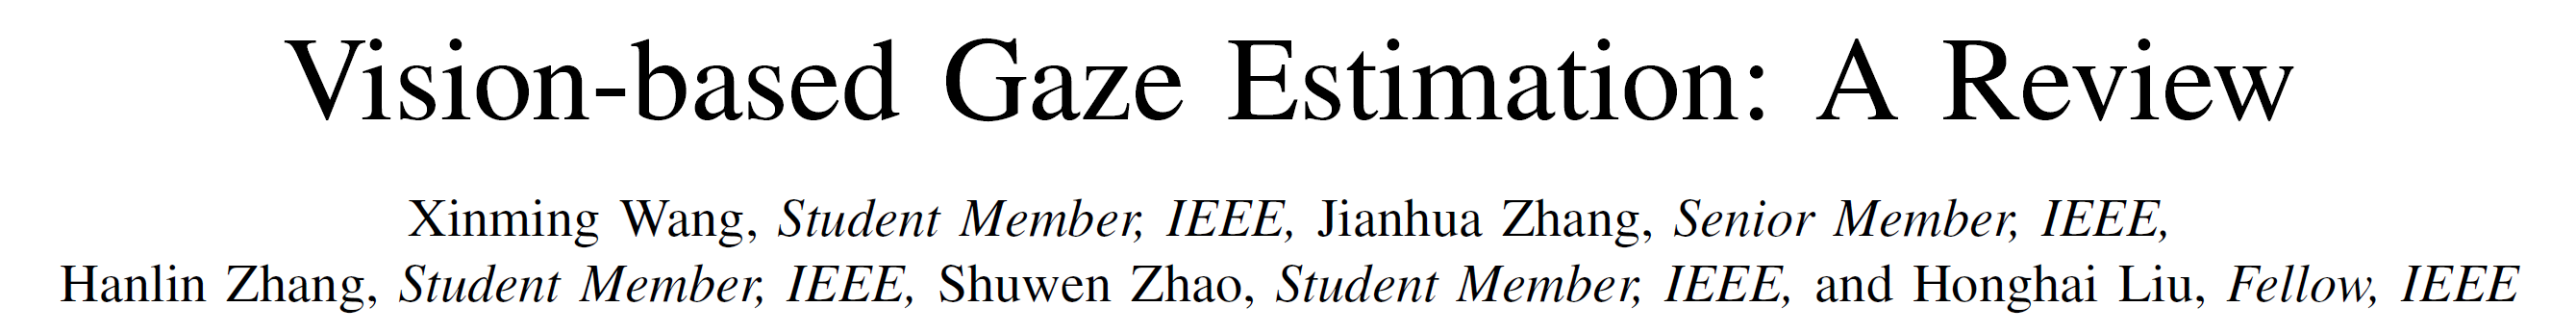 Vision-based Gaze Estimation: A Review
Xinming Wang, Student Member, IEEE, Jianhua Zhang, Senior Member, IEEE,
Hanlin Zhang, Student Member, IEEE, Shuwen Zhao, Student Member, IEEE, and Honghai Liu, Fellow, IEEE